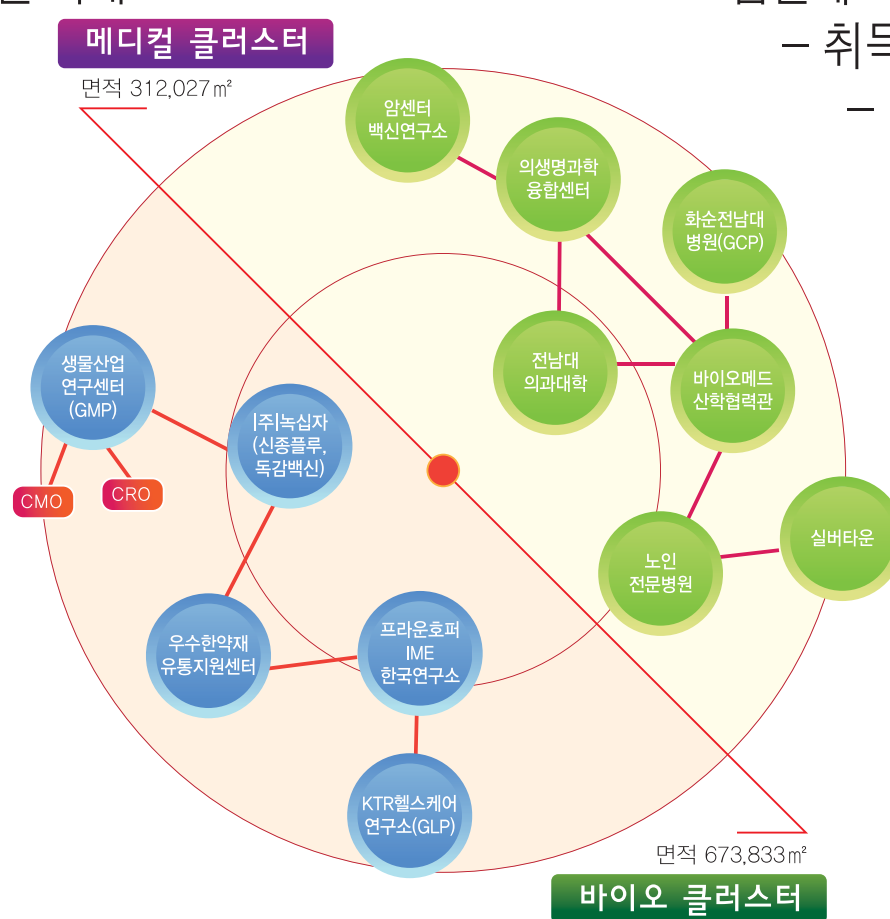 메디컬 클러스터
면적 312,027㎡
– 취득
–
암센터
백신연구소
의생명과학
융합센터
화순전남대
병원(GCP)
전남대
의과대학
바이오메드
산학협력관
노인
전문병원
실버타운
생물산업
연구센터
(GMP)
CMO
CRO
|주|녹십자
(신종플루,
독감백신)
우수한약재
유통지원센터
프라운호퍼
IME
한국연구소
KTR헬스케어
연구소(GLP)
면적 673,833㎡
바이오 클러스터